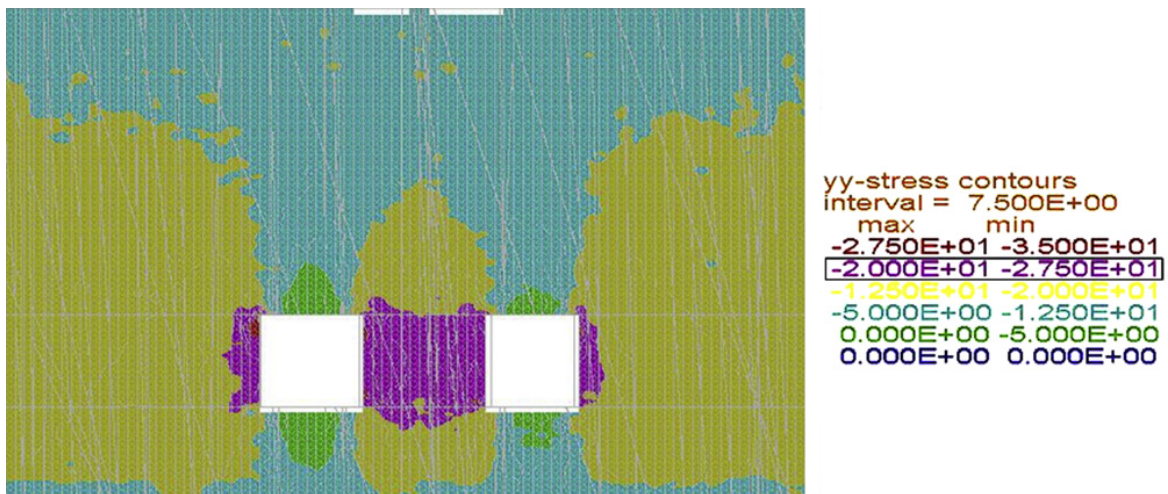 yy-stress contours
interval = 7.500E+00
max min
-2.750E+01 -3.500E+01
-2.000E+01 -2.750E+01
-1.250E+01 -2.000E+01
-5.000E+00 -1.250E+01
0.000E+00 -5.000E+00
0.000E+00 0.000E+00